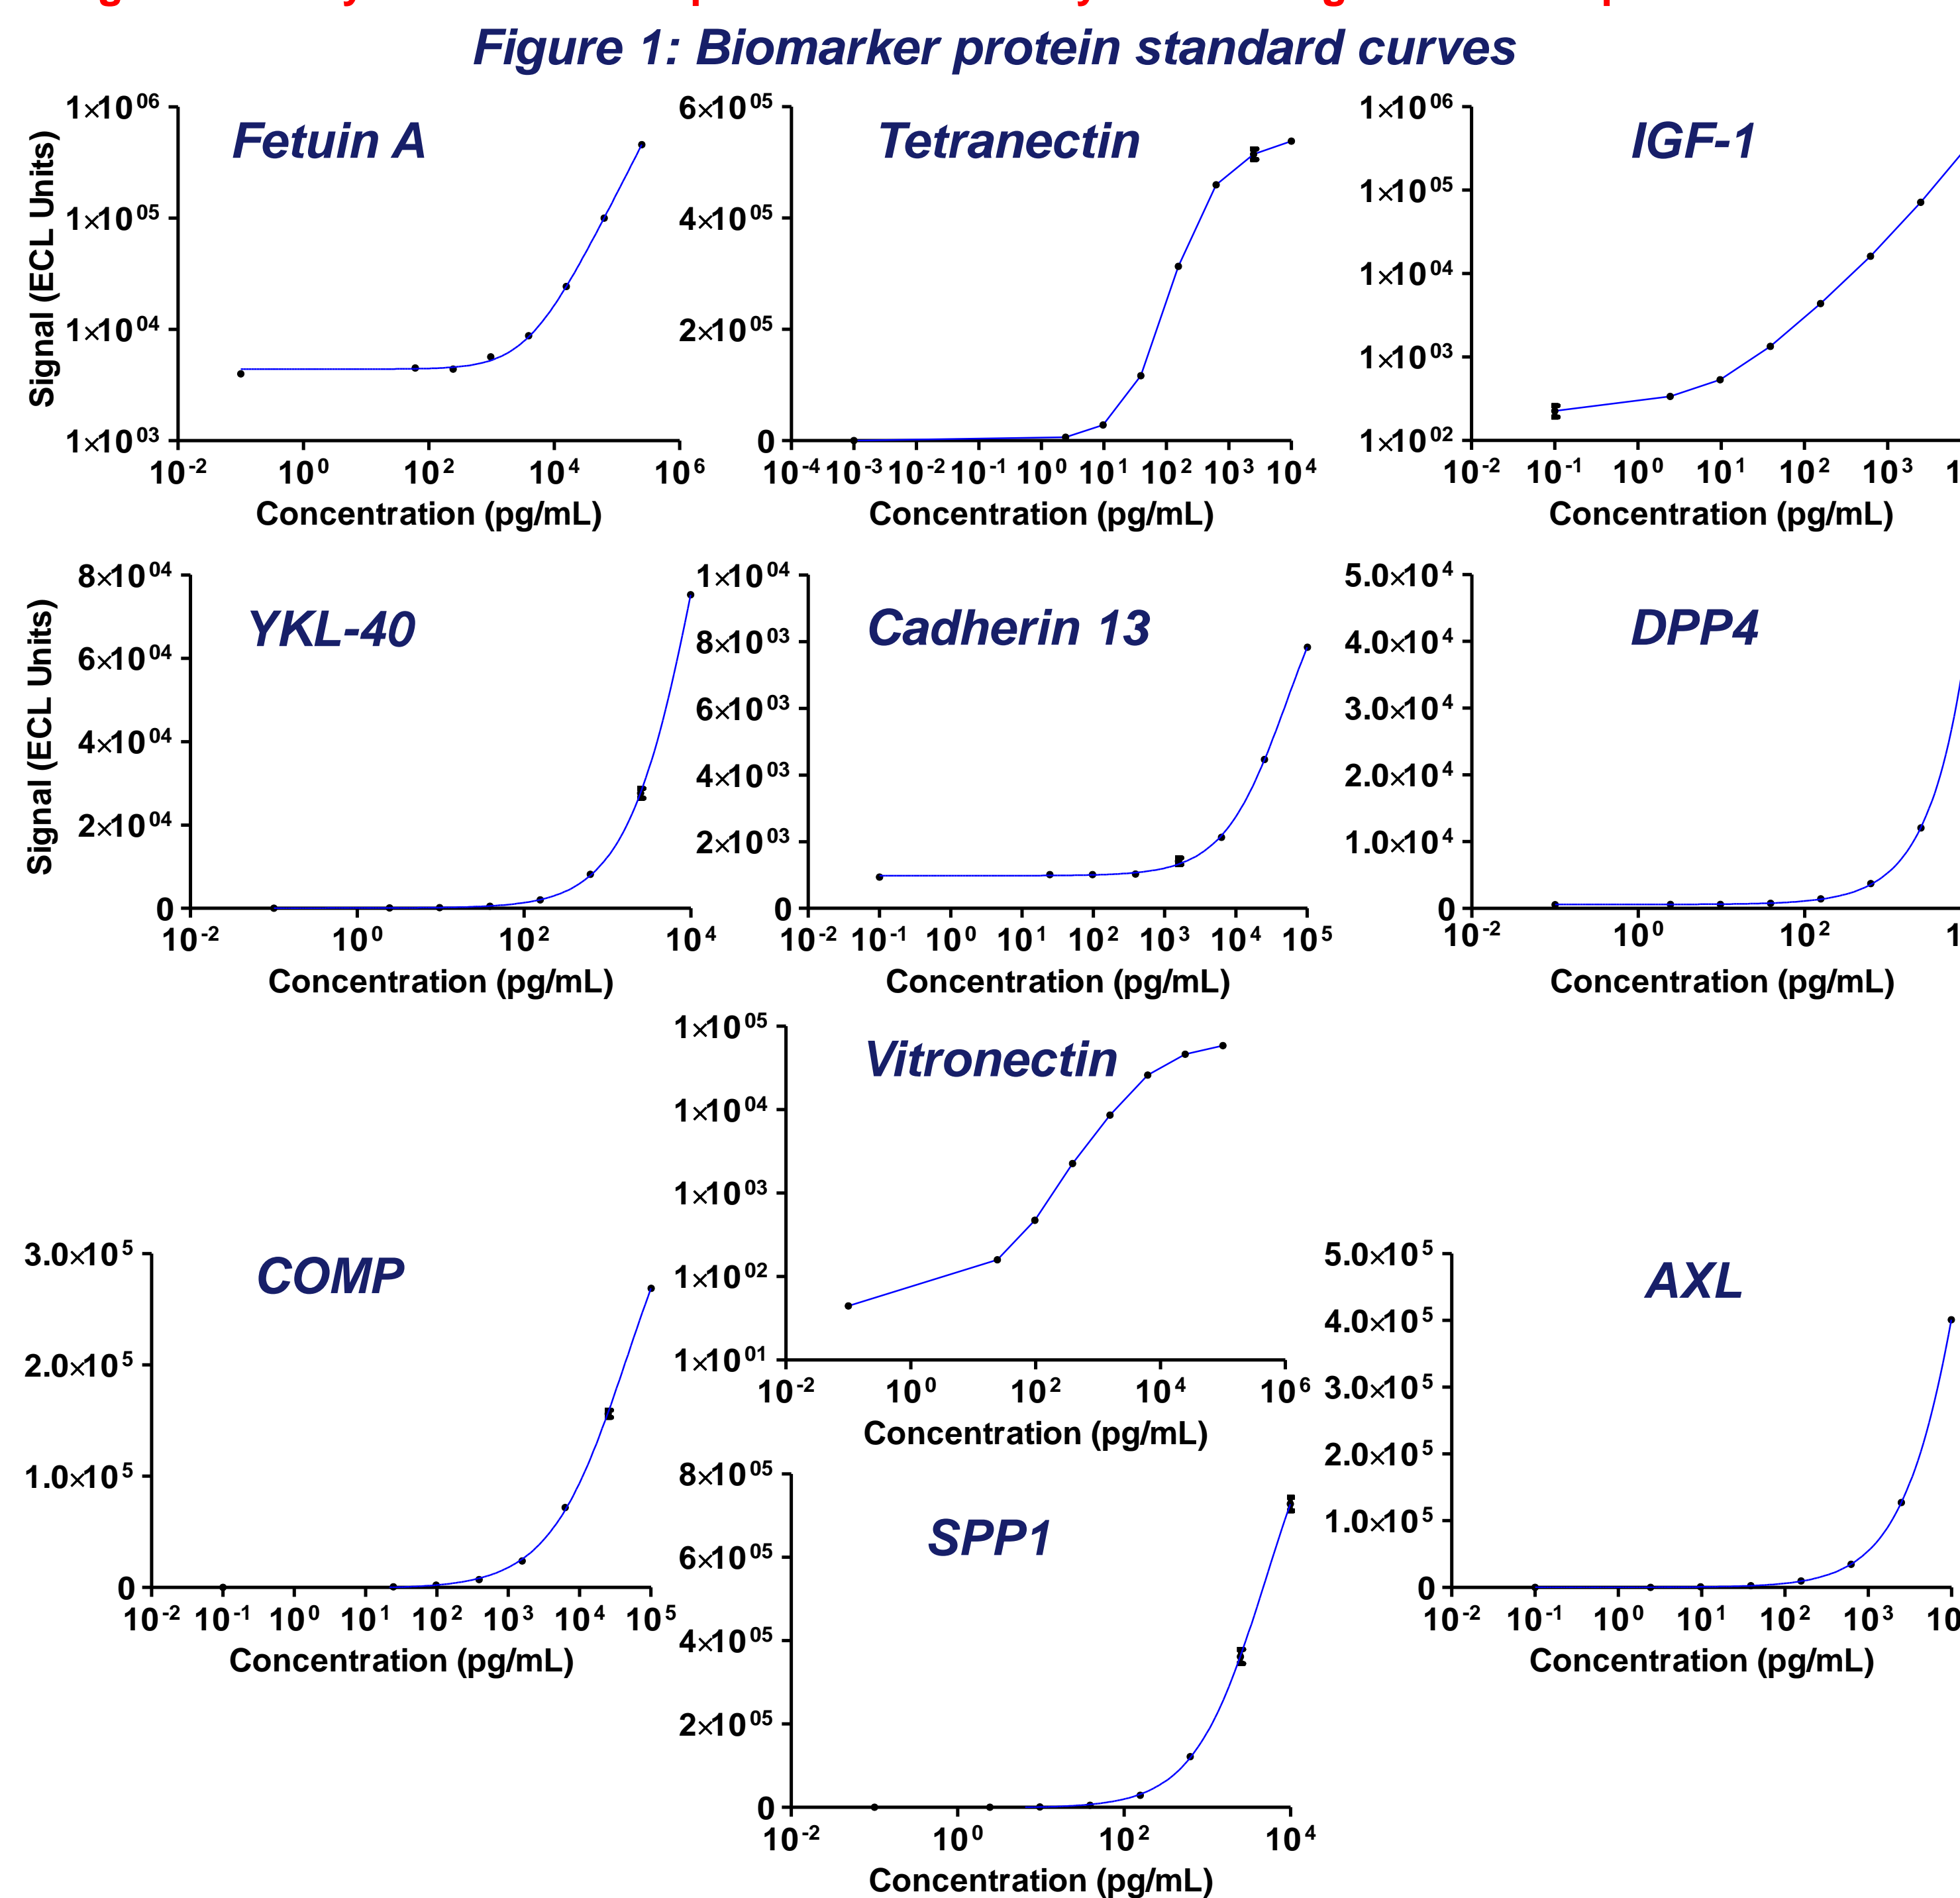 Figure 1: Biomarker protein standard curves
Fetuin A
Signal (ECL Units)
1×10⁰⁶
1×10⁰⁵
1×10⁰⁴
1×10⁰³
10⁻² 10⁰ 10² 10⁴ 10⁶
Concentration (pg/mL)
Tetranectin
6×10⁰⁵
4×10⁰⁵
2×10⁰⁵
0
10⁻⁴ 10⁻³ 10⁻² 10⁻¹ 10⁰ 10¹ 10² 10³ 10⁴
Concentration (pg/mL)
IGF-1
1×10⁰⁶
1×10⁰⁵
1×10⁰⁴
1×10⁰³
1×10⁰²
10⁻² 10⁻¹ 10⁰ 10¹ 10² 10³
Concentration (pg/mL)
YKL-40
Signal (ECL Units)
8×10⁰⁴
6×10⁰⁴
4×10⁰⁴
2×10⁰⁴
0
10⁻² 10⁰ 10² 10⁴
Concentration (pg/mL)
Cadherin 13
1×10⁰⁴
8×10⁰³
6×10⁰³
4×10⁰³
2×10⁰³
0
10⁻² 10⁻¹ 10⁰ 10¹ 10² 10³ 10⁴ 10⁵
Concentration (pg/mL)
DPP4
5.0×10⁴
4.0×10⁴
3.0×10⁴
2.0×10⁴
1.0×10⁴
0
10⁻² 10⁰ 10²
Concentration (pg/mL)
Vitronectin
1×10⁰⁵
1×10⁰⁴
1×10⁰³
1×10⁰²
1×10⁰¹
10⁻² 10⁰ 10² 10⁴ 10⁶
Concentration (pg/mL)
COMP
3.0×10⁵
2.0×10⁵
1.0×10⁵
0
10⁻² 10⁻¹ 10⁰ 10¹ 10² 10³ 10⁴ 10⁵
Concentration (pg/mL)
AXL
5.0×10⁵
4.0×10⁵
3.0×10⁵
2.0×10⁵
1.0×10⁵
0
10⁻² 10⁻¹ 10⁰ 10¹ 10² 10³
Concentration (pg/mL)
SPP1
8×10⁰⁵
6×10⁰⁵
4×10⁰⁵
2×10⁰⁵
0
10⁻² 10⁰ 10² 10⁴
Concentration (pg/mL)